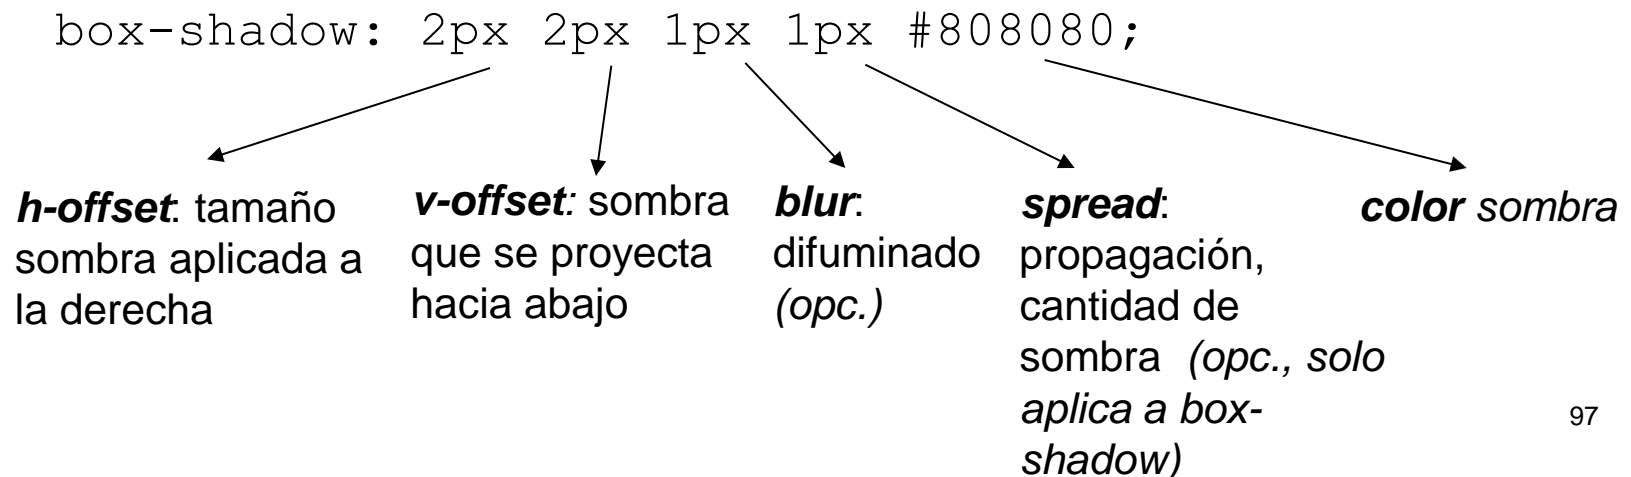 box-shadow: 2px 2px 1px 1px #808080;
h-offset: tamaño
sombra aplicada a
la derecha
v-offset: sombra
que se proyecta
hacia abajo
blur:
difuminado
(opc.)
spread:
propagación,
cantidad de
sombra (opc., solo
aplica a box-
shadow)
color sombra
97